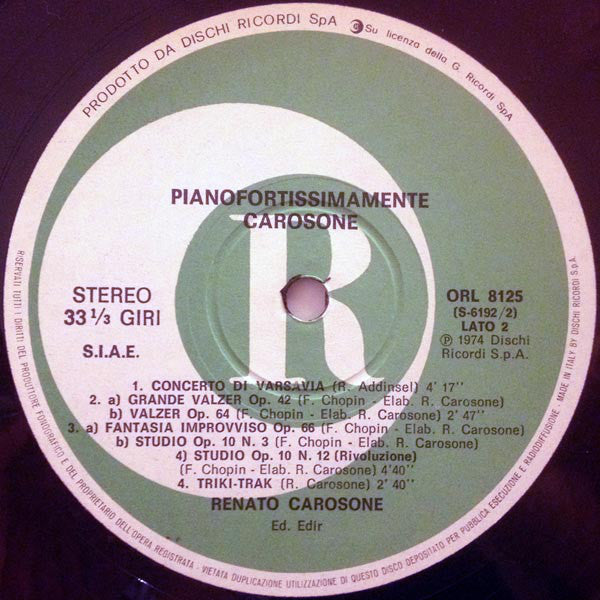 PRODOTTO DA DISCHI RICORDI SpA
Su licenza della G. Ricordi SpA
PIANOFORTISSIMAMENTE
CAROSONE
R
STEREO
33 1/3 GIRI
S.I.A.E.
ORL 8125
(S-6192/2)
LATO 2
Ⓟ 1974 Dischi
Ricordi S.p.A.
1. CONCERTO DI VARSAVIA (R. Addinsel) 4' 17''
2. a) GRANDE VALZER Op. 42 (F. Chopin - Elab. R. Carosone)
b) VALZER Op. 64 (F. Chopin - Elab. R. Carosone) 2' 47''
3. a) FANTASIA IMPROVVISO Op. 66 (F. Chopin - Elab. R. Carosone)
b) STUDIO Op. 10 N. 3 (F. Chopin - Elab. R. Carosone)
4) STUDIO Op. 10 N. 12 (Rivoluzione)
(F. Chopin - Elab. R. Carosone) 4'40''
4. TRIKI-TRAK (R. Carosone) 2' 40''
RENATO CAROSONE
Ed. Edir
RISERVATI TUTTI I DIRITTI DEL PRODUTTORE FONOGRAFICO E DEL PROPRIETARIO DELL'OPERA REGISTRATA - VIETATA DUPLICAZIONE UTILIZZAZIONE DI QUESTO DISCO DEPOSITATO PER PUBBLICA ESECUZIONE E RADIODIFFUSIONE - MADE IN ITALY BY DISCHI RICORDI S.p.A.